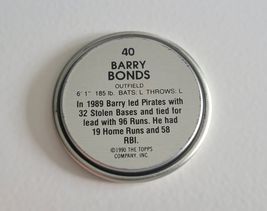 40
BARRY
BONDS
OUTFIELD
6' 1" 185 lb. BATS: L THROWS: L
In 1989 Barry led Pirates with
32 Stolen Bases and tied for
lead with 96 Runs. He had
19 Home Runs and 58
RBI.
©1990 THE TOPPS
COMPANY, INC.